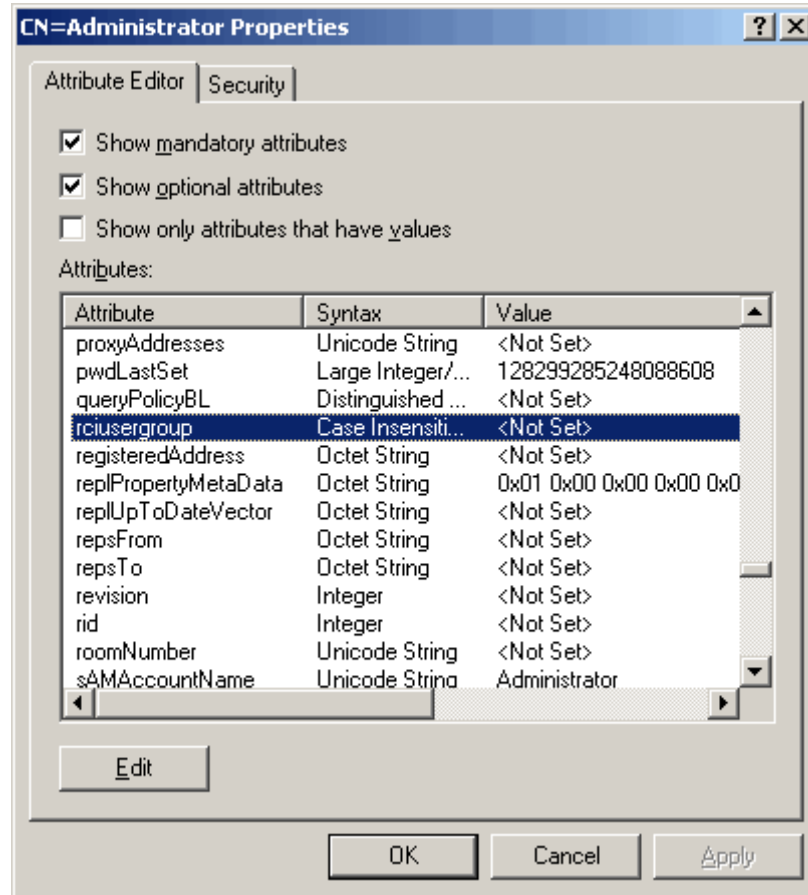 CN=Administrator Properties
Attribute Editor Security
Show mandatory attributes
Show optional attributes
Show only attributes that have values
Attributes:
Attribute Syntax Value
proxyAddresses Unicode String <Not Set>
pwdLastSet Large Integer/... 128299285248088608
queryPolicyBL Distinguished ... <Not Set>
rciusergroup Case Insensiti... <Not Set>
registeredAddress Octet String <Not Set>
replPropertyMetaData Octet String 0x01 0x00 0x00 0x00 0x0
replUpToDateVector Octet String <Not Set>
repsFrom Octet String <Not Set>
repsTo Octet String <Not Set>
revision Integer <Not Set>
rid Integer <Not Set>
roomNumber Unicode String <Not Set>
sAMAccountName Unicode String Administrator
Edit
OK Cancel Apply